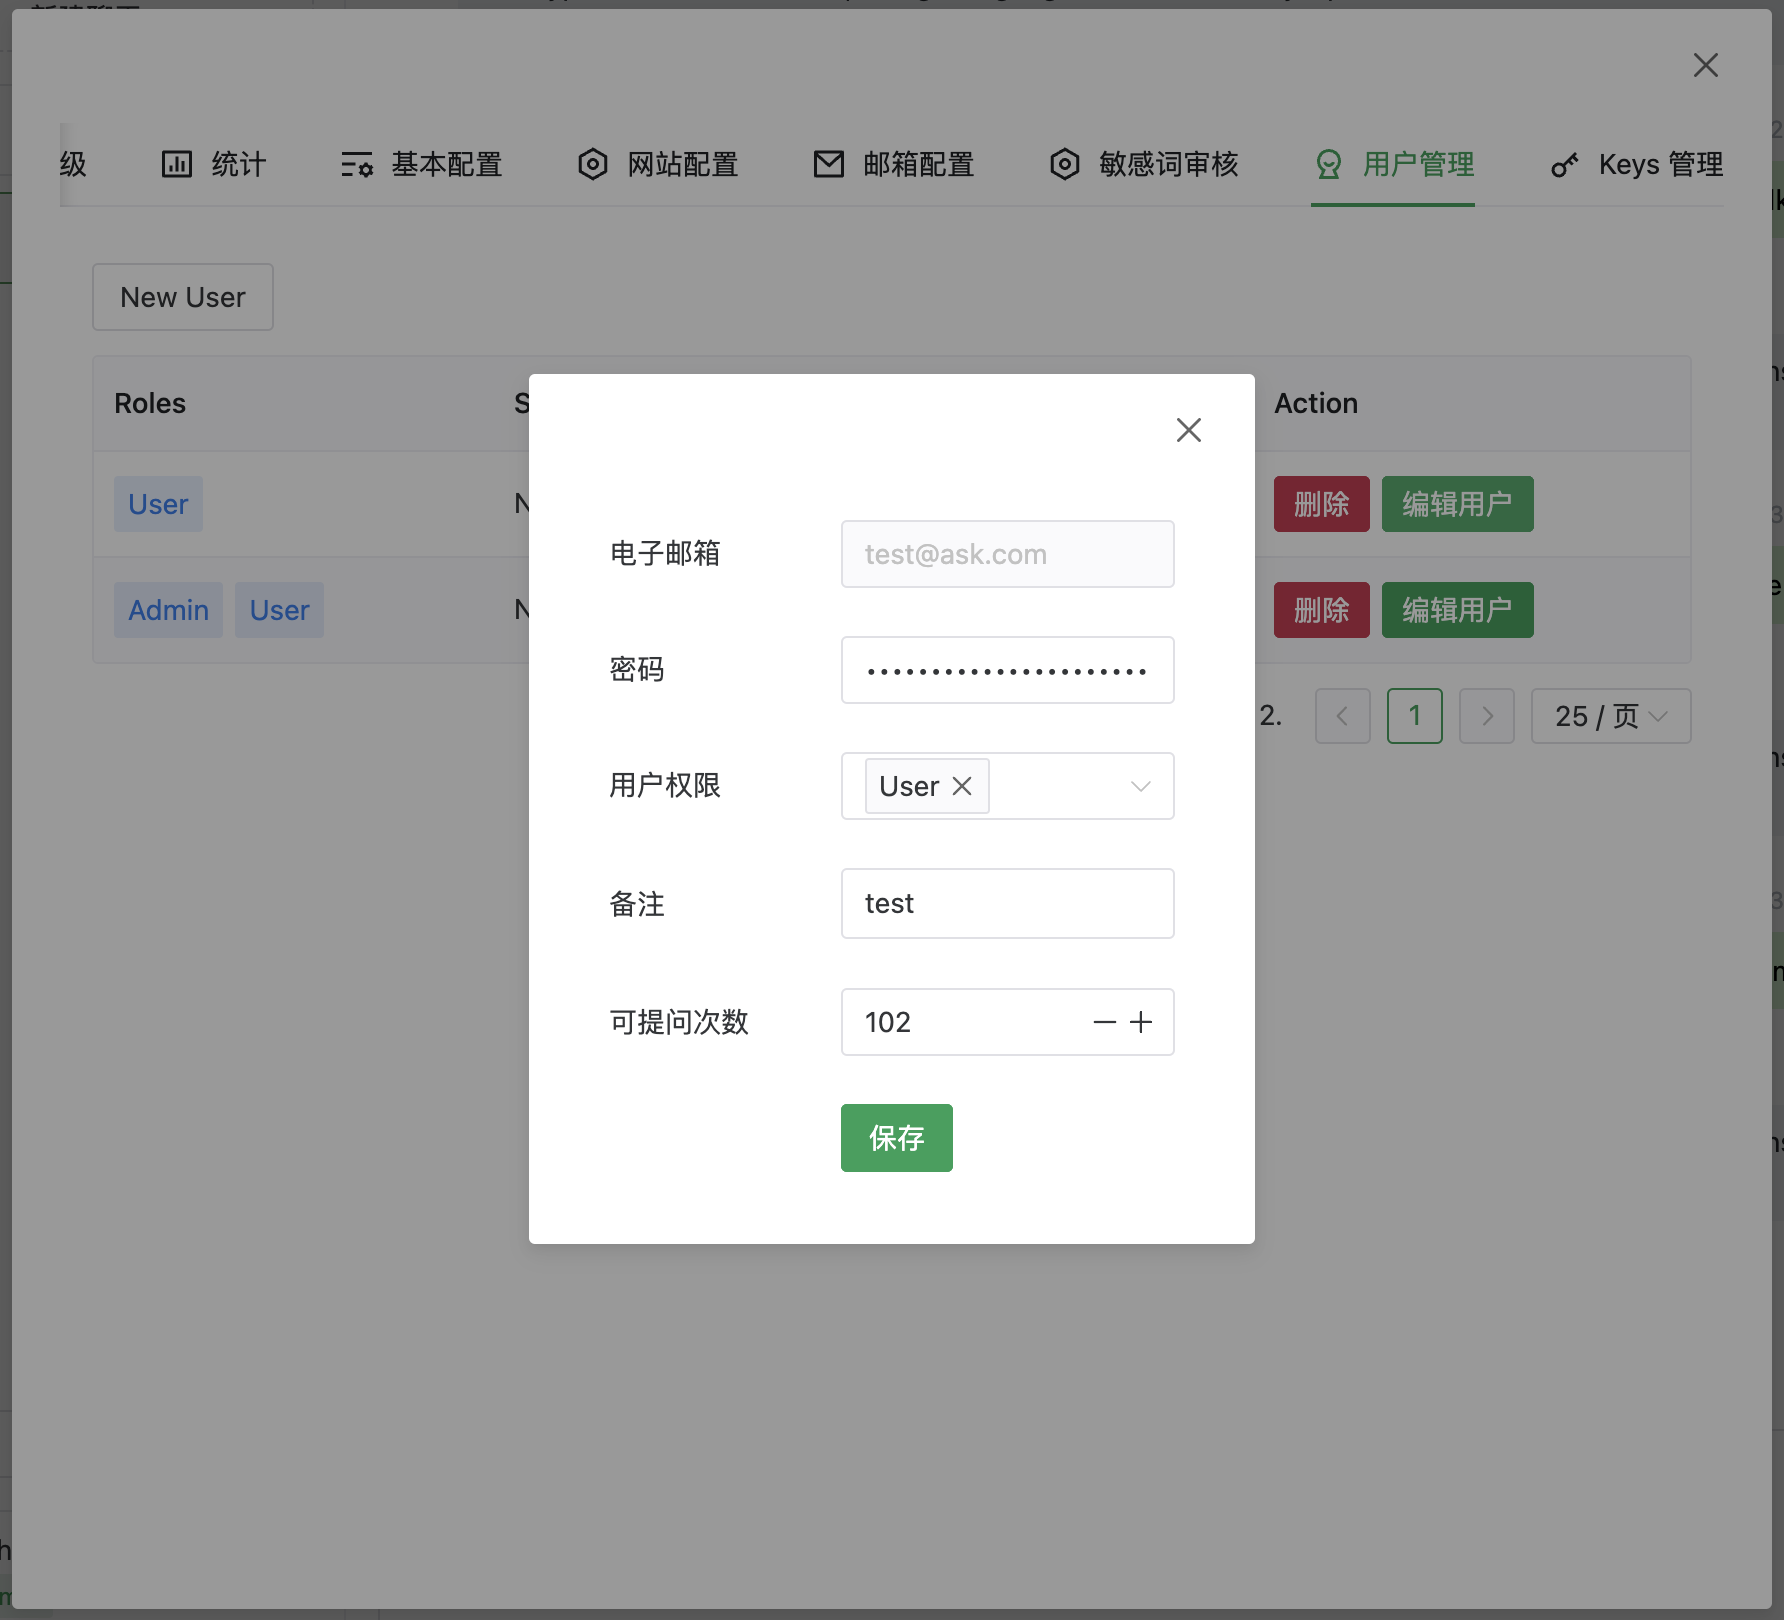 级 统计 基本配置 网站配置 邮箱配置 敏感词审核 用户管理 Keys 管理
New User
Roles Action
User 删除 编辑用户
Admin User 删除 编辑用户
2. 1 25 / 页
电子邮箱 test@ask.com
密码 ••••••••••••••••••••••
用户权限 User
备注 test
可提问次数 102
保存